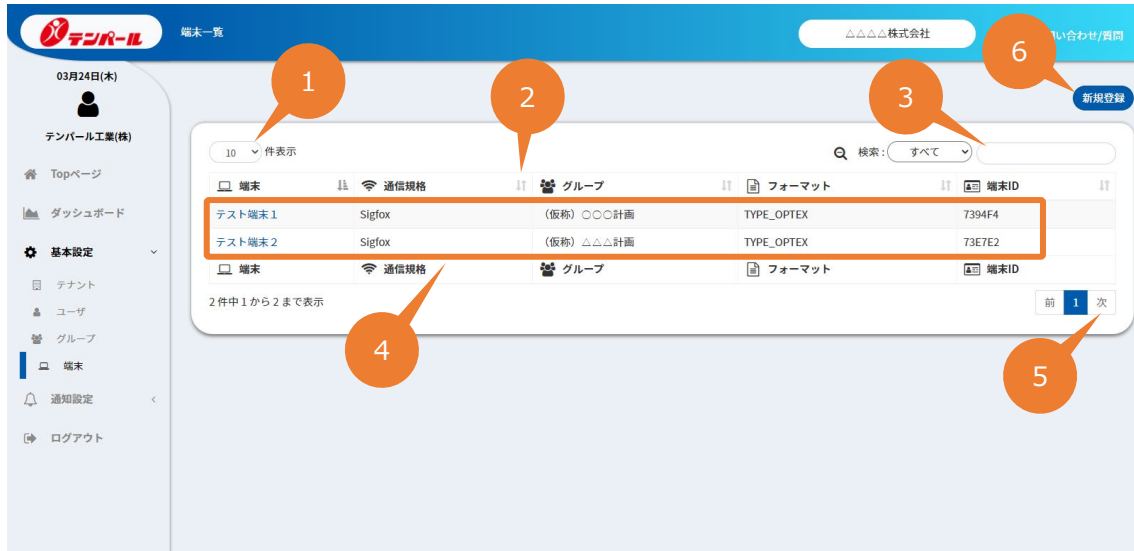 テンパール
端末一覧
△△△△株式会社
い合わせ/質問
6
03月24日(木)
テンパール工業(株)
Topページ
ダッシュボード
基本設定
テナント
ユーザ
グループ
端末
通知設定
ログアウト
1
2
3
新規登録
10 件表示
検索: すべて
端末 通信規格 グループ フォーマット 端末ID
テスト端末1 Sigfox (仮称) 〇〇〇計画 TYPE_OPTEX 7394F4
テスト端末2 Sigfox (仮称) △△△計画 TYPE_OPTEX 73E7E2
端末 通信規格 グループ フォーマット 端末ID
2件中1から2まで表示
前 1 次
4
5